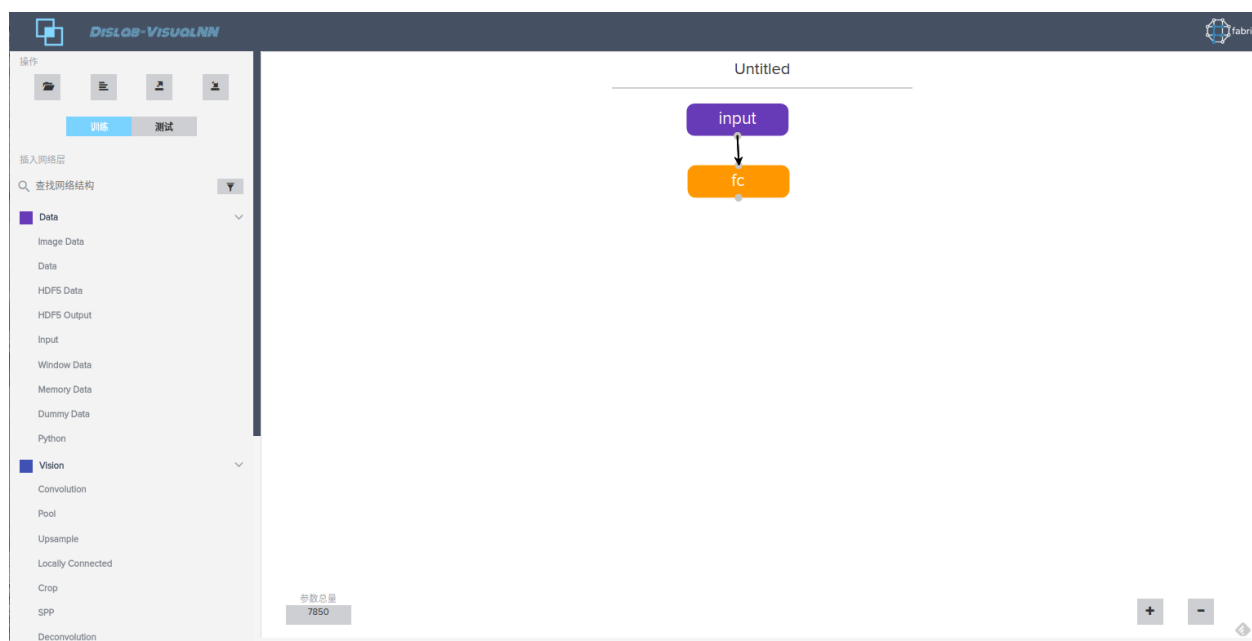 DISLAB-VISUALNN
fabri
操作
训练 测试
插入网络层
查找网络结构
Data
Image Data
Data
HDF5 Data
HDF5 Output
Input
Window Data
Memory Data
Dummy Data
Python
Vision
Convolution
Pool
Upsample
Locally Connected
Crop
SPP
Deconvolution
Untitled
input
fc
参数总量
7850
+ -